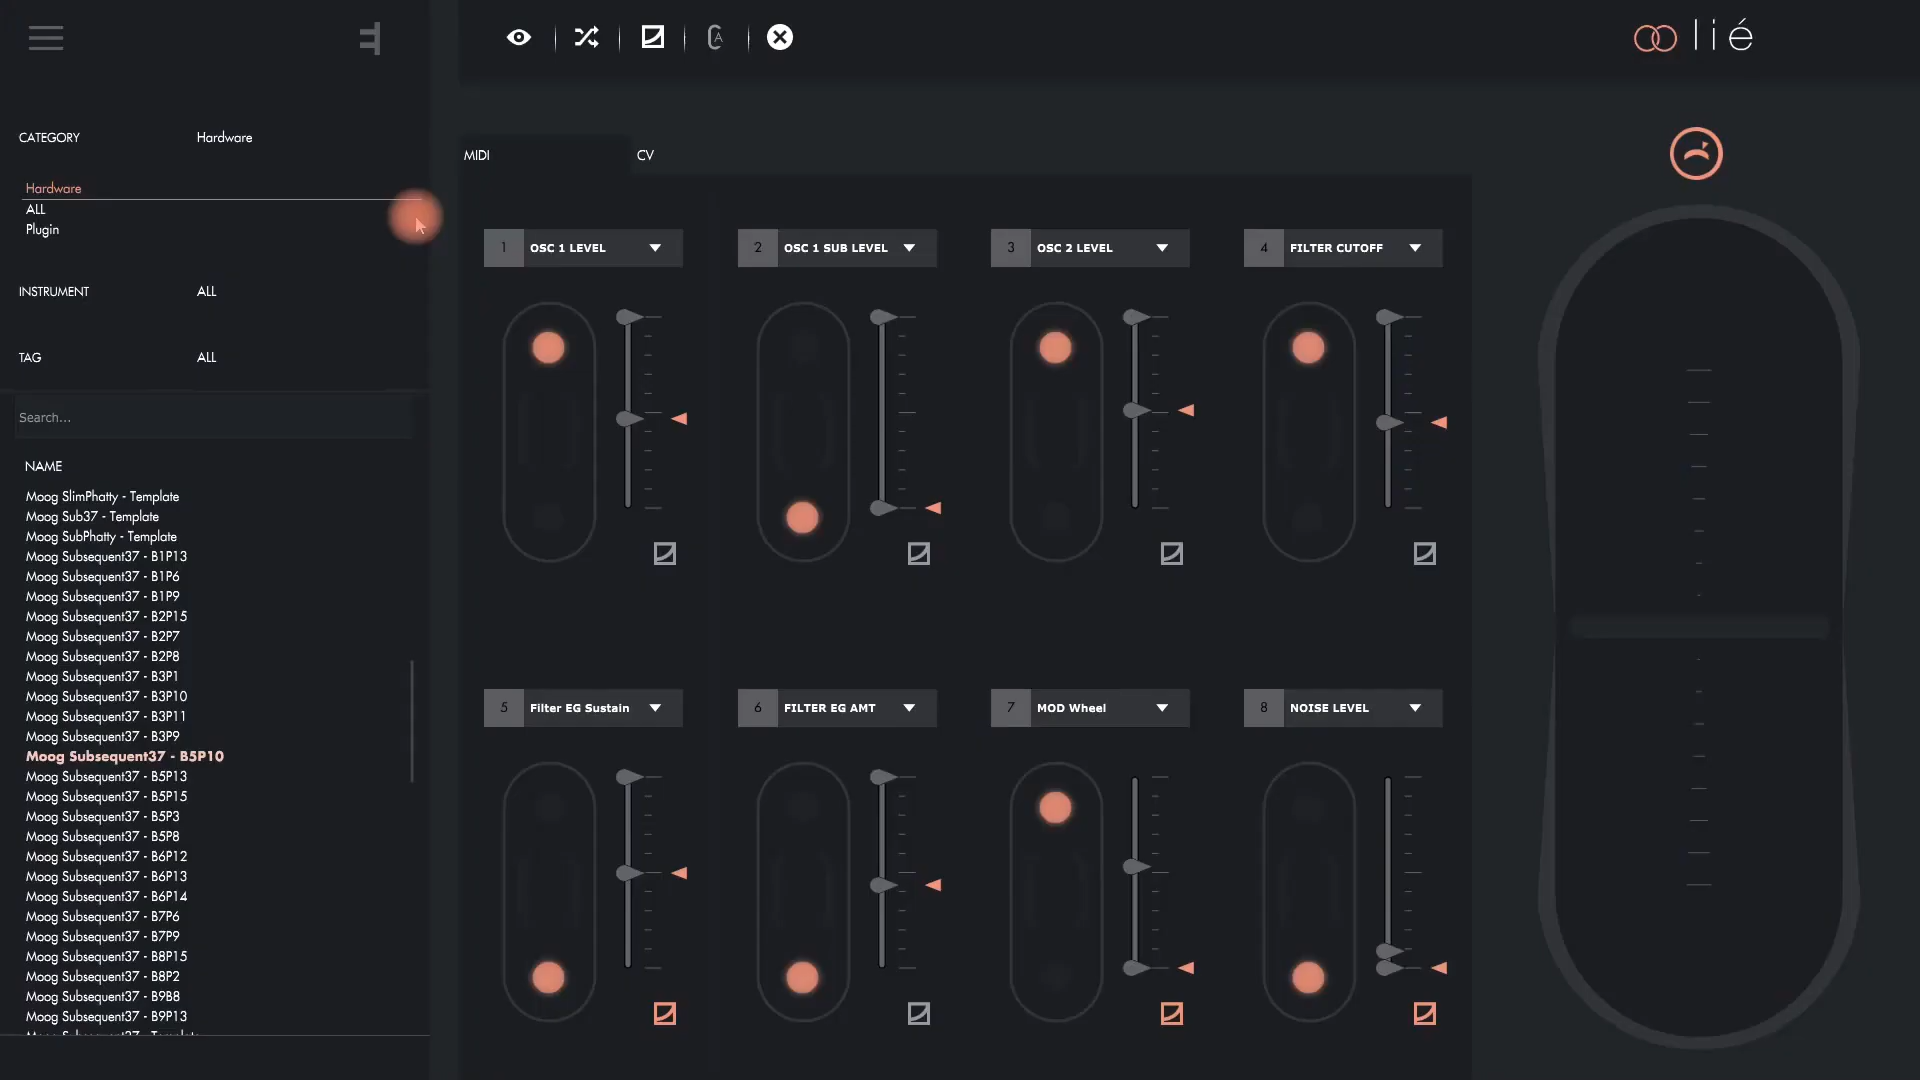 lié
CATEGORY Hardware
Hardware
ALL
Plugin
INSTRUMENT ALL
TAG ALL
Search...
NAME
Moog SlimPhatty - Template
Moog Sub37 - Template
Moog SubPhatty - Template
Moog Subsequent37 - B1P13
Moog Subsequent37 - B1P6
Moog Subsequent37 - B1P9
Moog Subsequent37 - B2P15
Moog Subsequent37 - B2P7
Moog Subsequent37 - B2P8
Moog Subsequent37 - B3P1
Moog Subsequent37 - B3P10
Moog Subsequent37 - B3P11
Moog Subsequent37 - B3P9
Moog Subsequent37 - B5P10
Moog Subsequent37 - B5P13
Moog Subsequent37 - B5P15
Moog Subsequent37 - B5P3
Moog Subsequent37 - B5P8
Moog Subsequent37 - B6P12
Moog Subsequent37 - B6P13
Moog Subsequent37 - B6P14
Moog Subsequent37 - B7P6
Moog Subsequent37 - B7P9
Moog Subsequent37 - B8P15
Moog Subsequent37 - B8P2
Moog Subsequent37 - B9B8
Moog Subsequent37 - B9P13
Moog Subsequent37 - Template
A
MIDI CV
1 OSC 1 LEVEL
2 OSC 1 SUB LEVEL
3 OSC 2 LEVEL
4 FILTER CUTOFF
5 Filter EG Sustain
6 FILTER EG AMT
7 MOD Wheel
8 NOISE LEVEL